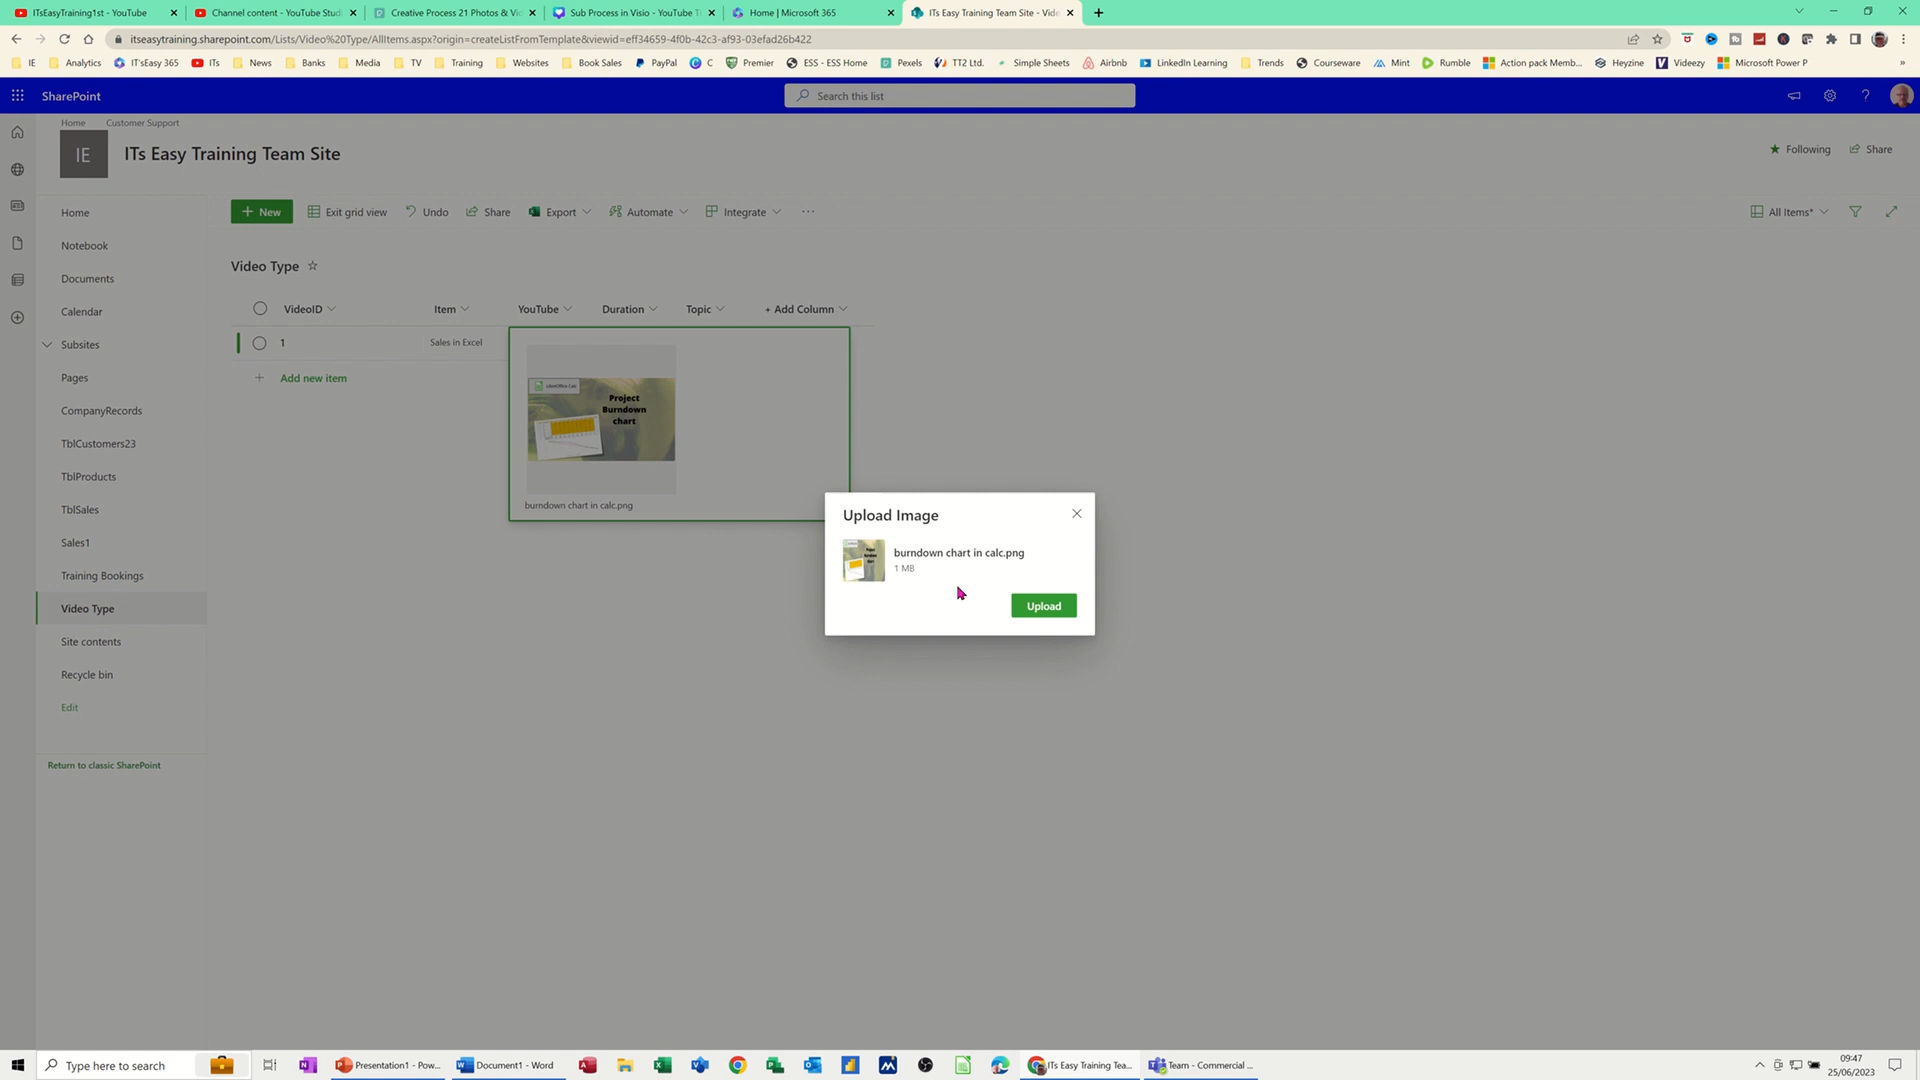 ITsEasyTraining1st - YouTube
Channel content - YouTube Stud
Creative Process 21 Photos & Vi
Sub Process in Visio - YouTube T
Home | Microsoft 365
ITs Easy Training Team Site - Vide
itseasytraining.sharepoint.com/Lists/Video%20Type/AllItems.aspx?origin=createListFromTemplate&viewid=eff34659-4f0b-42c3-af93-03efad26b422
IE
Analytics
IT'sEasy 365
ITs
News
Banks
Media
TV
Training
Websites
Book Sales
PayPal
C
Premier
ESS - ESS Home
Pexels
TT2 Ltd.
Simple Sheets
Airbnb
LinkedIn Learning
Trends
Courseware
Mint
Rumble
Action pack Memb...
Heyzine
Videezy
Microsoft Power P
»
SharePoint
Search this list
?
Home
Customer Support
IE
ITs Easy Training Team Site
Following
Share
+ New
Exit grid view
Undo
Share
Export
Automate
Integrate
...
All Items*
Home
Notebook
Documents
Calendar
Subsites
Pages
CompanyRecords
TblCustomers23
TblProducts
TblSales
Sales1
Training Bookings
Video Type
Site contents
Recycle bin
Edit
Return to classic SharePoint
Video Type
VideoID
Item
YouTube
Duration
Topic
+ Add Column
1
Sales in Excel
+ Add new item
LibreOffice Calc
Project
Burndown
chart
burndown chart in calc.png
Upload Image
burndown chart in calc.png
1 MB
Upload
Type here to search
Presentation1 - Pow...
Document1 - Word
ITs Easy Training Tea...
Team - Commercial ...
09:47
25/06/2023